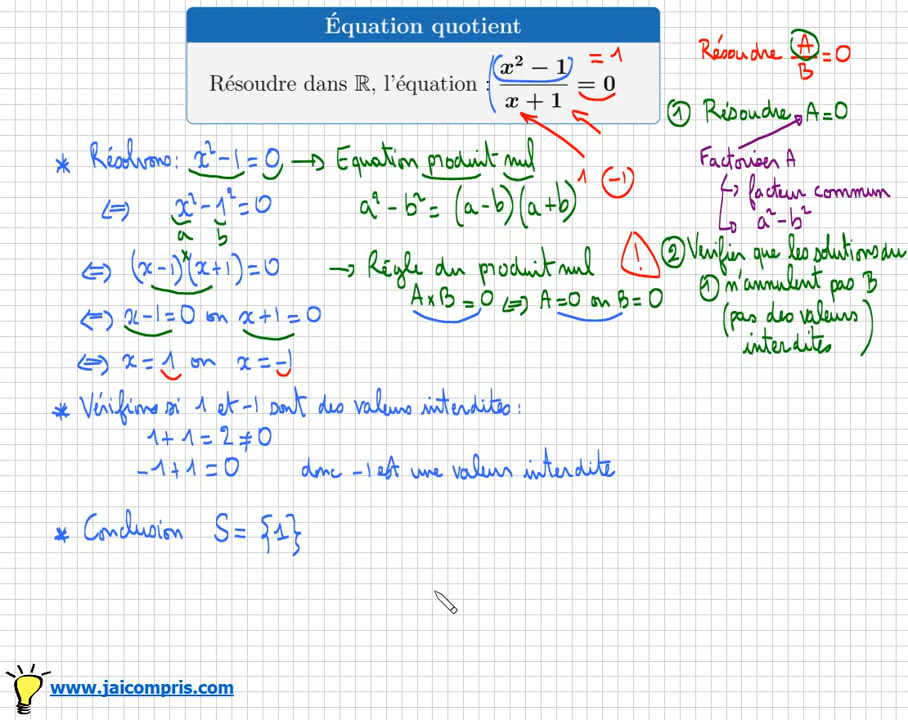 Équation quotient
Résoudre dans ℝ, l'équation : (x² − 1)/(x + 1) = 0
= 1
1 (-1)
Résoudre A/B = 0
① Résoudre A = 0
Factoriser A
↳ facteur commun
↳ a² - b²
② Vérifier que les solutions du
① n'annulent pas B
(pas des valeurs
interdites)
* Résolvons : x² - 1 = 0 → Equation produit nul
⇔ x² - 1² = 0 a² - b² = (a - b)(a + b)
a b
⇔ (x - 1)×(x + 1) = 0 → Règle du produit nul !
A × B = 0 ⇔ A = 0 ou B = 0
⇔ x - 1 = 0 ou x + 1 = 0
⇔ x = 1 ou x = -1
* Vérifions si 1 et -1 sont des valeurs interdites :
1 + 1 = 2 ≠ 0
-1 + 1 = 0 donc -1 est une valeur interdite
* Conclusion S = {1}
www.jaicompris.com